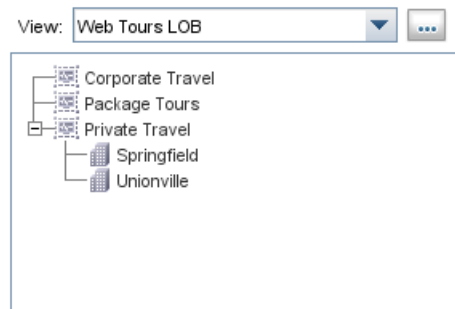 View: Web Tours LOB ...
Corporate Travel
Package Tours
Private Travel
Springfield
Unionville